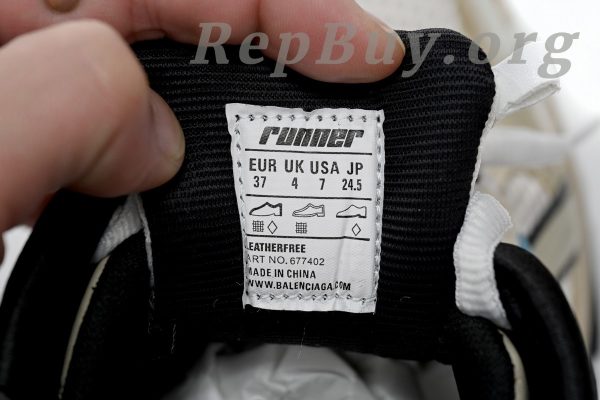 RepBuy.org
runner
EUR UK USA JP
37 4 7 24.5
LEATHERFREE
ART NO. 677402
MADE IN CHINA
WWW.BALENCIAGA.COM